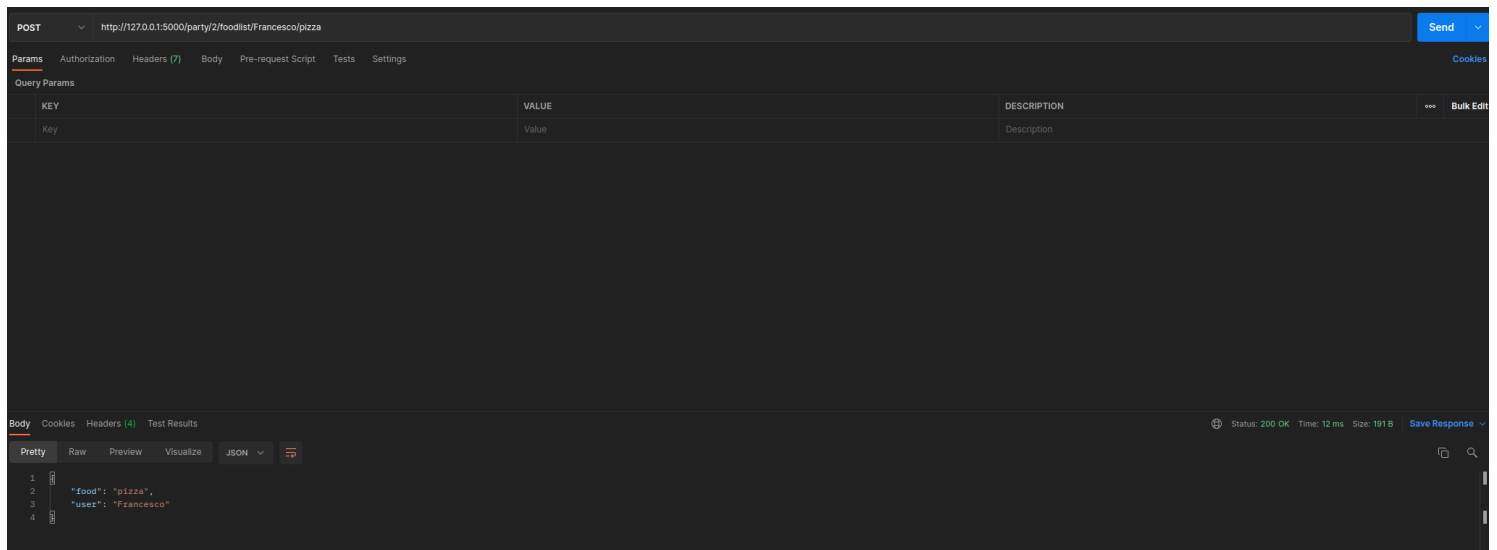 POST http://127.0.0.1:5000/party/2/foodlist/Francesco/pizza Send
Params Authorization Headers (7) Body Pre-request Script Tests Settings Cookies
Query Params
KEY VALUE DESCRIPTION Bulk Edit
Key Value Description
Body Cookies Headers (4) Test Results Status: 200 OK Time: 12 ms Size: 191 B Save Response
Pretty Raw Preview Visualize JSON
1 {
2 "food": "pizza",
3 "user": "Francesco"
4 }